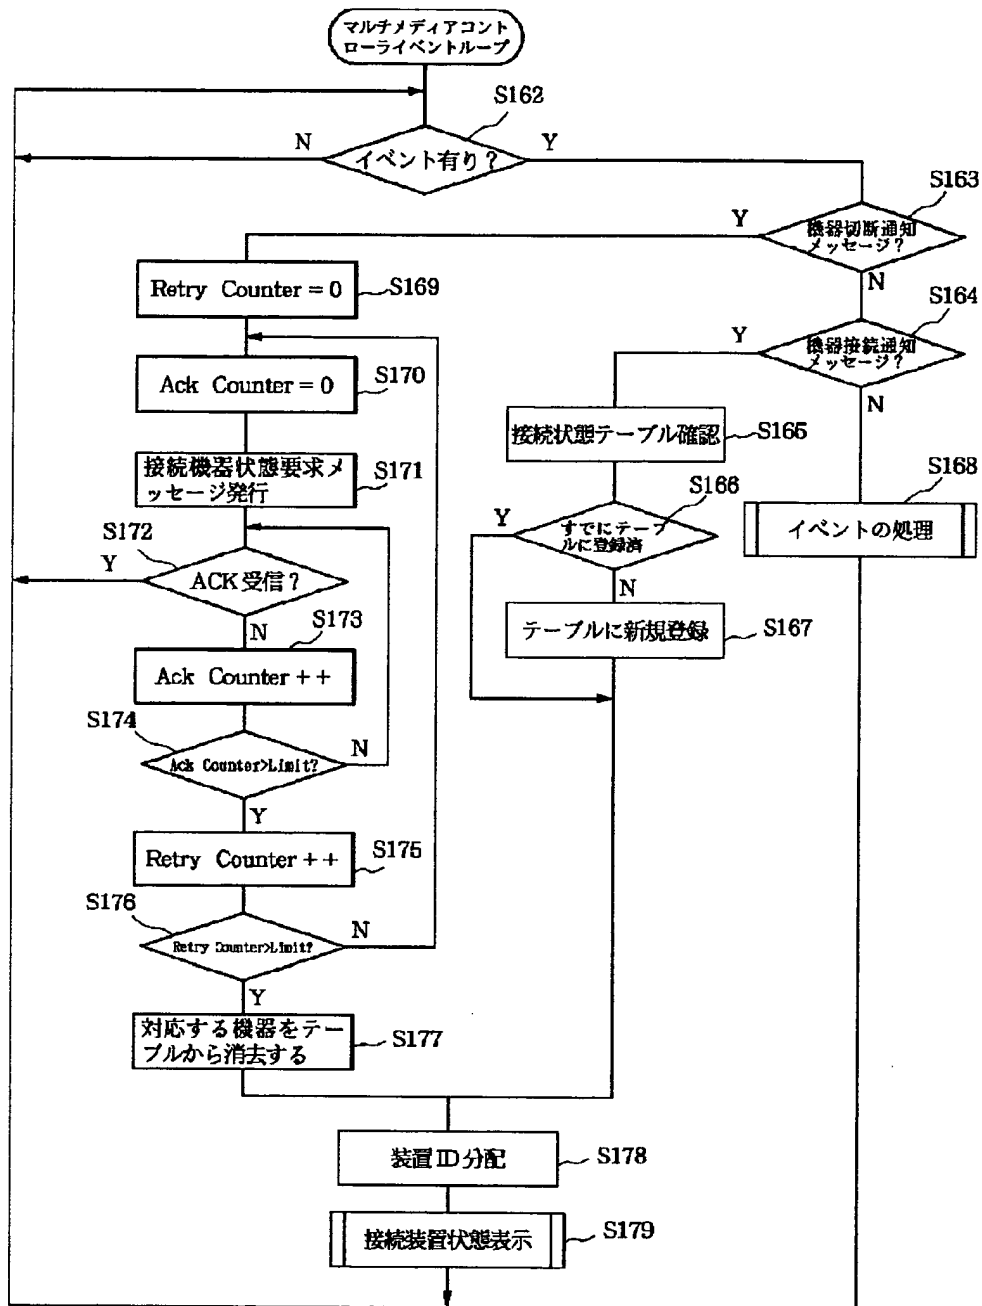 マルチメディアコント
ローライベントループ
S162
N
イベント有り?
Y
S163
Y
機器切断通知
メッセージ?
N
Retry Counter = 0
S169
S164
Y
機器接続通知
メッセージ?
N
Ack Counter = 0
S170
接続状態テーブル確認
S165
接続機器状態要求メ
ッセージ発行
S171
S166
Y
すでにテーブ
ルに登録済
N
S168
イベントの処理
S172
Y
ACK受信?
N
S173
テーブルに新規登録
S167
Ack Counter ++
S174
Ack Counter>Limit?
N
Y
Retry Counter ++
S175
S176
Retry Counter>Limit?
N
Y
対応する機器をテー
ブルから消去する
S177
装置ID分配
S178
接続装置状態表示
S179